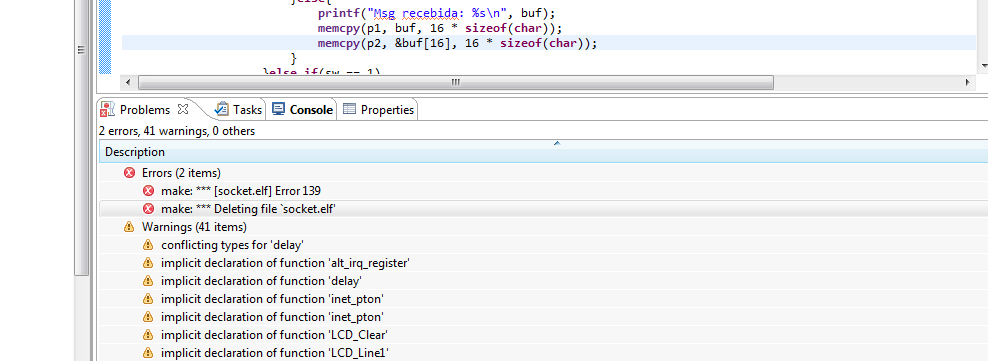 }else{
printf("Msg recebida: %s\n", buf);
memcpy(p1, buf, 16 * sizeof(char));
memcpy(p2, &buf[16], 16 * sizeof(char));
}
}else if(sw == 1)
Problems Tasks Console Properties
2 errors, 41 warnings, 0 others
Description
Errors (2 items)
make: *** [socket.elf] Error 139
make: *** Deleting file `socket.elf'
Warnings (41 items)
conflicting types for 'delay'
implicit declaration of function 'alt_irq_register'
implicit declaration of function 'delay'
implicit declaration of function 'inet_pton'
implicit declaration of function 'inet_pton'
implicit declaration of function 'LCD_Clear'
implicit declaration of function 'LCD_Line1'